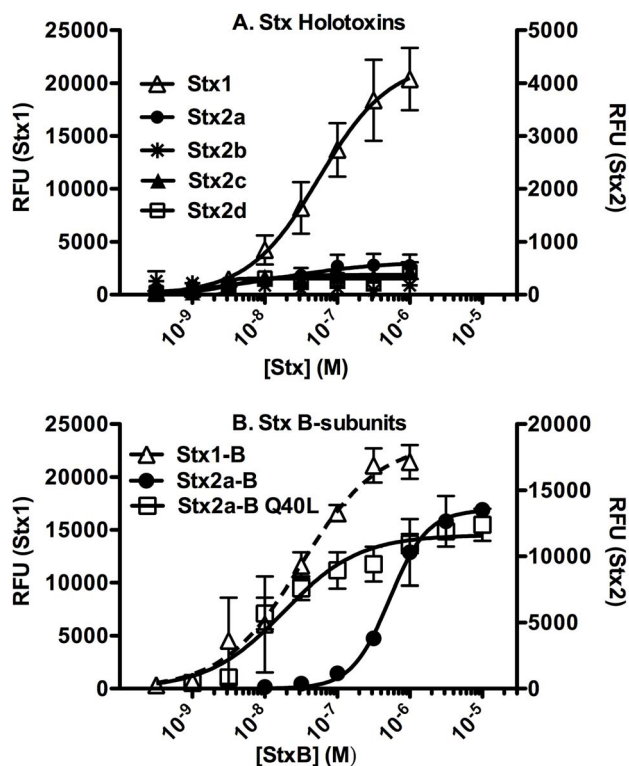 A. Stx Holotoxins
25000
20000
15000
10000
5000
0
RFU (Stx1)
Stx1
Stx2a
Stx2b
Stx2c
Stx2d
5000
4000
3000
2000
1000
0
RFU (Stx2)
10-9
10-8
10-7
10-6
10-5
[Stx] (M)
B. Stx B-subunits
25000
20000
15000
10000
5000
0
RFU (Stx1)
Stx1-B
Stx2a-B
Stx2a-B Q40L
20000
15000
10000
5000
0
RFU (Stx2)
10-9
10-8
10-7
10-6
10-5
[StxB] (M)